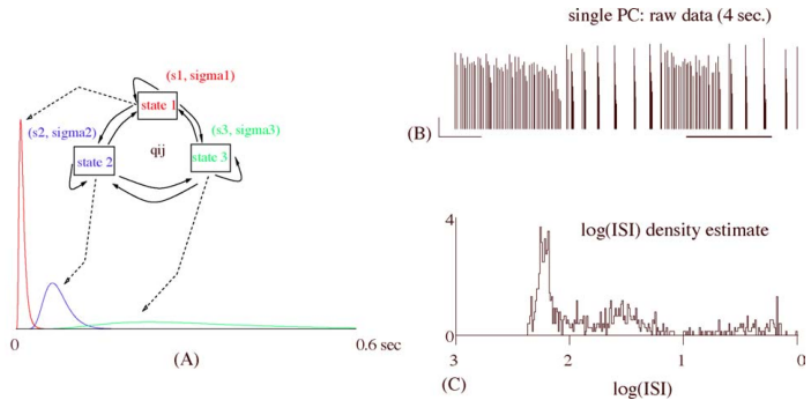 (s1, sigma1)
state 1
(s2, sigma2)
(s3, sigma3)
qij
state 2
state 3
0
0.6 sec
(A)
single PC: raw data (4 sec.)
(B)
4
log(ISI) density estimate
0
3
2
1
0
(C)
log(ISI)